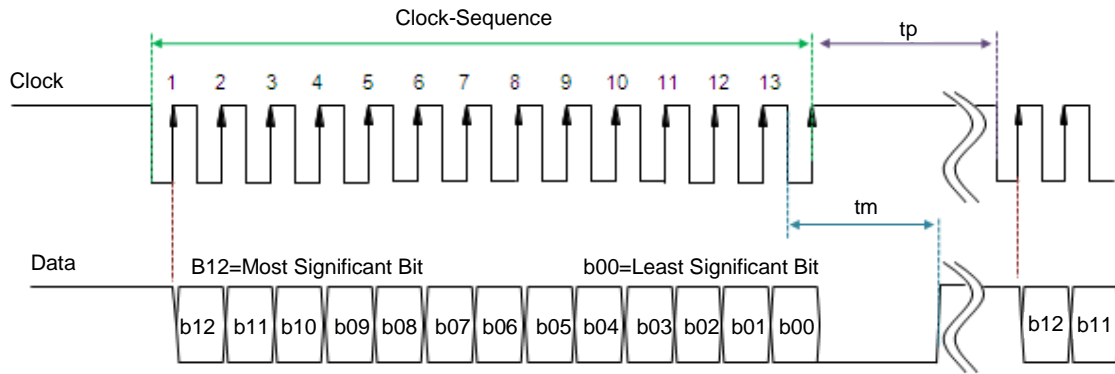 Clock-Sequence
tp
Clock
1 2 3 4 5 6 7 8 9 10 11 12 13
tm
Data
B12=Most Significant Bit
b00=Least Significant Bit
b12 b11 b10 b09 b08 b07 b06 b05 b04 b03 b02 b01 b00 b12 b11